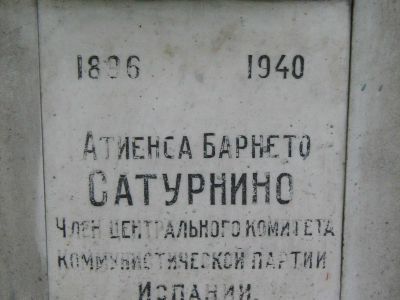 1896 1940
АТИЕНСА БАРНЕТО
САТУРНИНО
ЧЛЕН ЦЕНТРАЛЬНОГО КОМИТЕТА
КОММУНИСТИЧЕСКОЙ ПАРТИИ
ИСПАНИИ